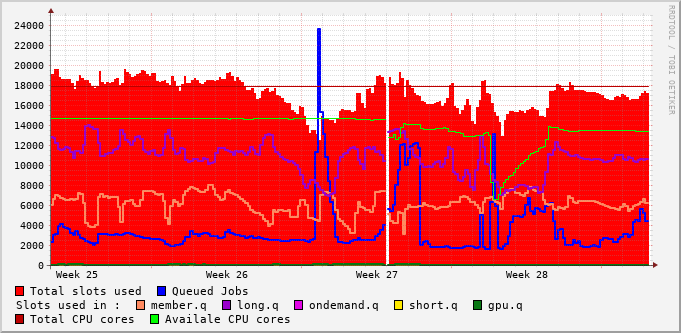 RRDTOOL / TOBI OETIKER
24000
22000
20000
18000
16000
14000
12000
10000
8000
6000
4000
2000
0
Week 25 Week 26 Week 27 Week 28
Total slots used Queued Jobs
Slots used in : member.q long.q ondemand.q short.q gpu.q
Total CPU cores Availale CPU cores